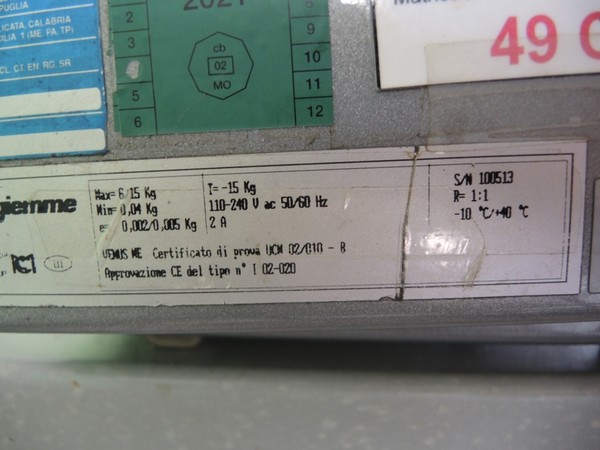 PUGLIA
LICATA, CALABRIA
ILIA 1 (ME, PA, TP)
CL. CT. EN. RG. SR
2021
2
3
5
6
8
9
10
11
12
cb
02
MO
49
giemme
Max= 6/15 Kg
Min= 0,04 Kg
e= 0,002/0,005 Kg
T= -15 Kg
110-240 V ac 50/60 Hz
2 A
VENUS ME Certificato di prova UCM 02/010 - B
Approvazione CE del tipo n° I 02-020
S/N 100513
R= 1:1
-10 °C/+40 °C